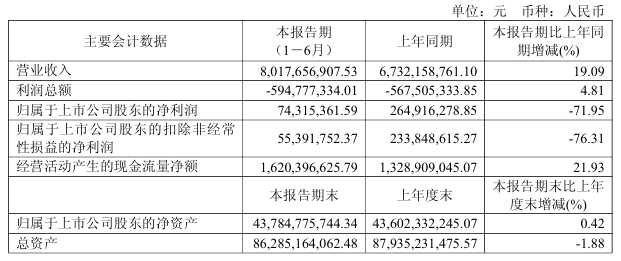 单位：元 币种：人民币
主要会计数据 本报告期（1－6月） 上年同期 本报告期比上年同期增减(%)
营业收入 8,017,656,907.53 6,732,158,761.10 19.09
利润总额 -594,777,334.01 -567,505,333.85 4.81
归属于上市公司股东的净利润 74,315,361.59 264,916,278.85 -71.95
归属于上市公司股东的扣除非经常性损益的净利润 55,391,752.37 233,848,615.27 -76.31
经营活动产生的现金流量净额 1,620,396,625.79 1,328,909,045.07 21.93
本报告期末 上年度末 本报告期末比上年度末增减(%)
归属于上市公司股东的净资产 43,784,775,744.34 43,602,332,245.07 0.42
总资产 86,285,164,062.48 87,935,231,475.57 -1.88